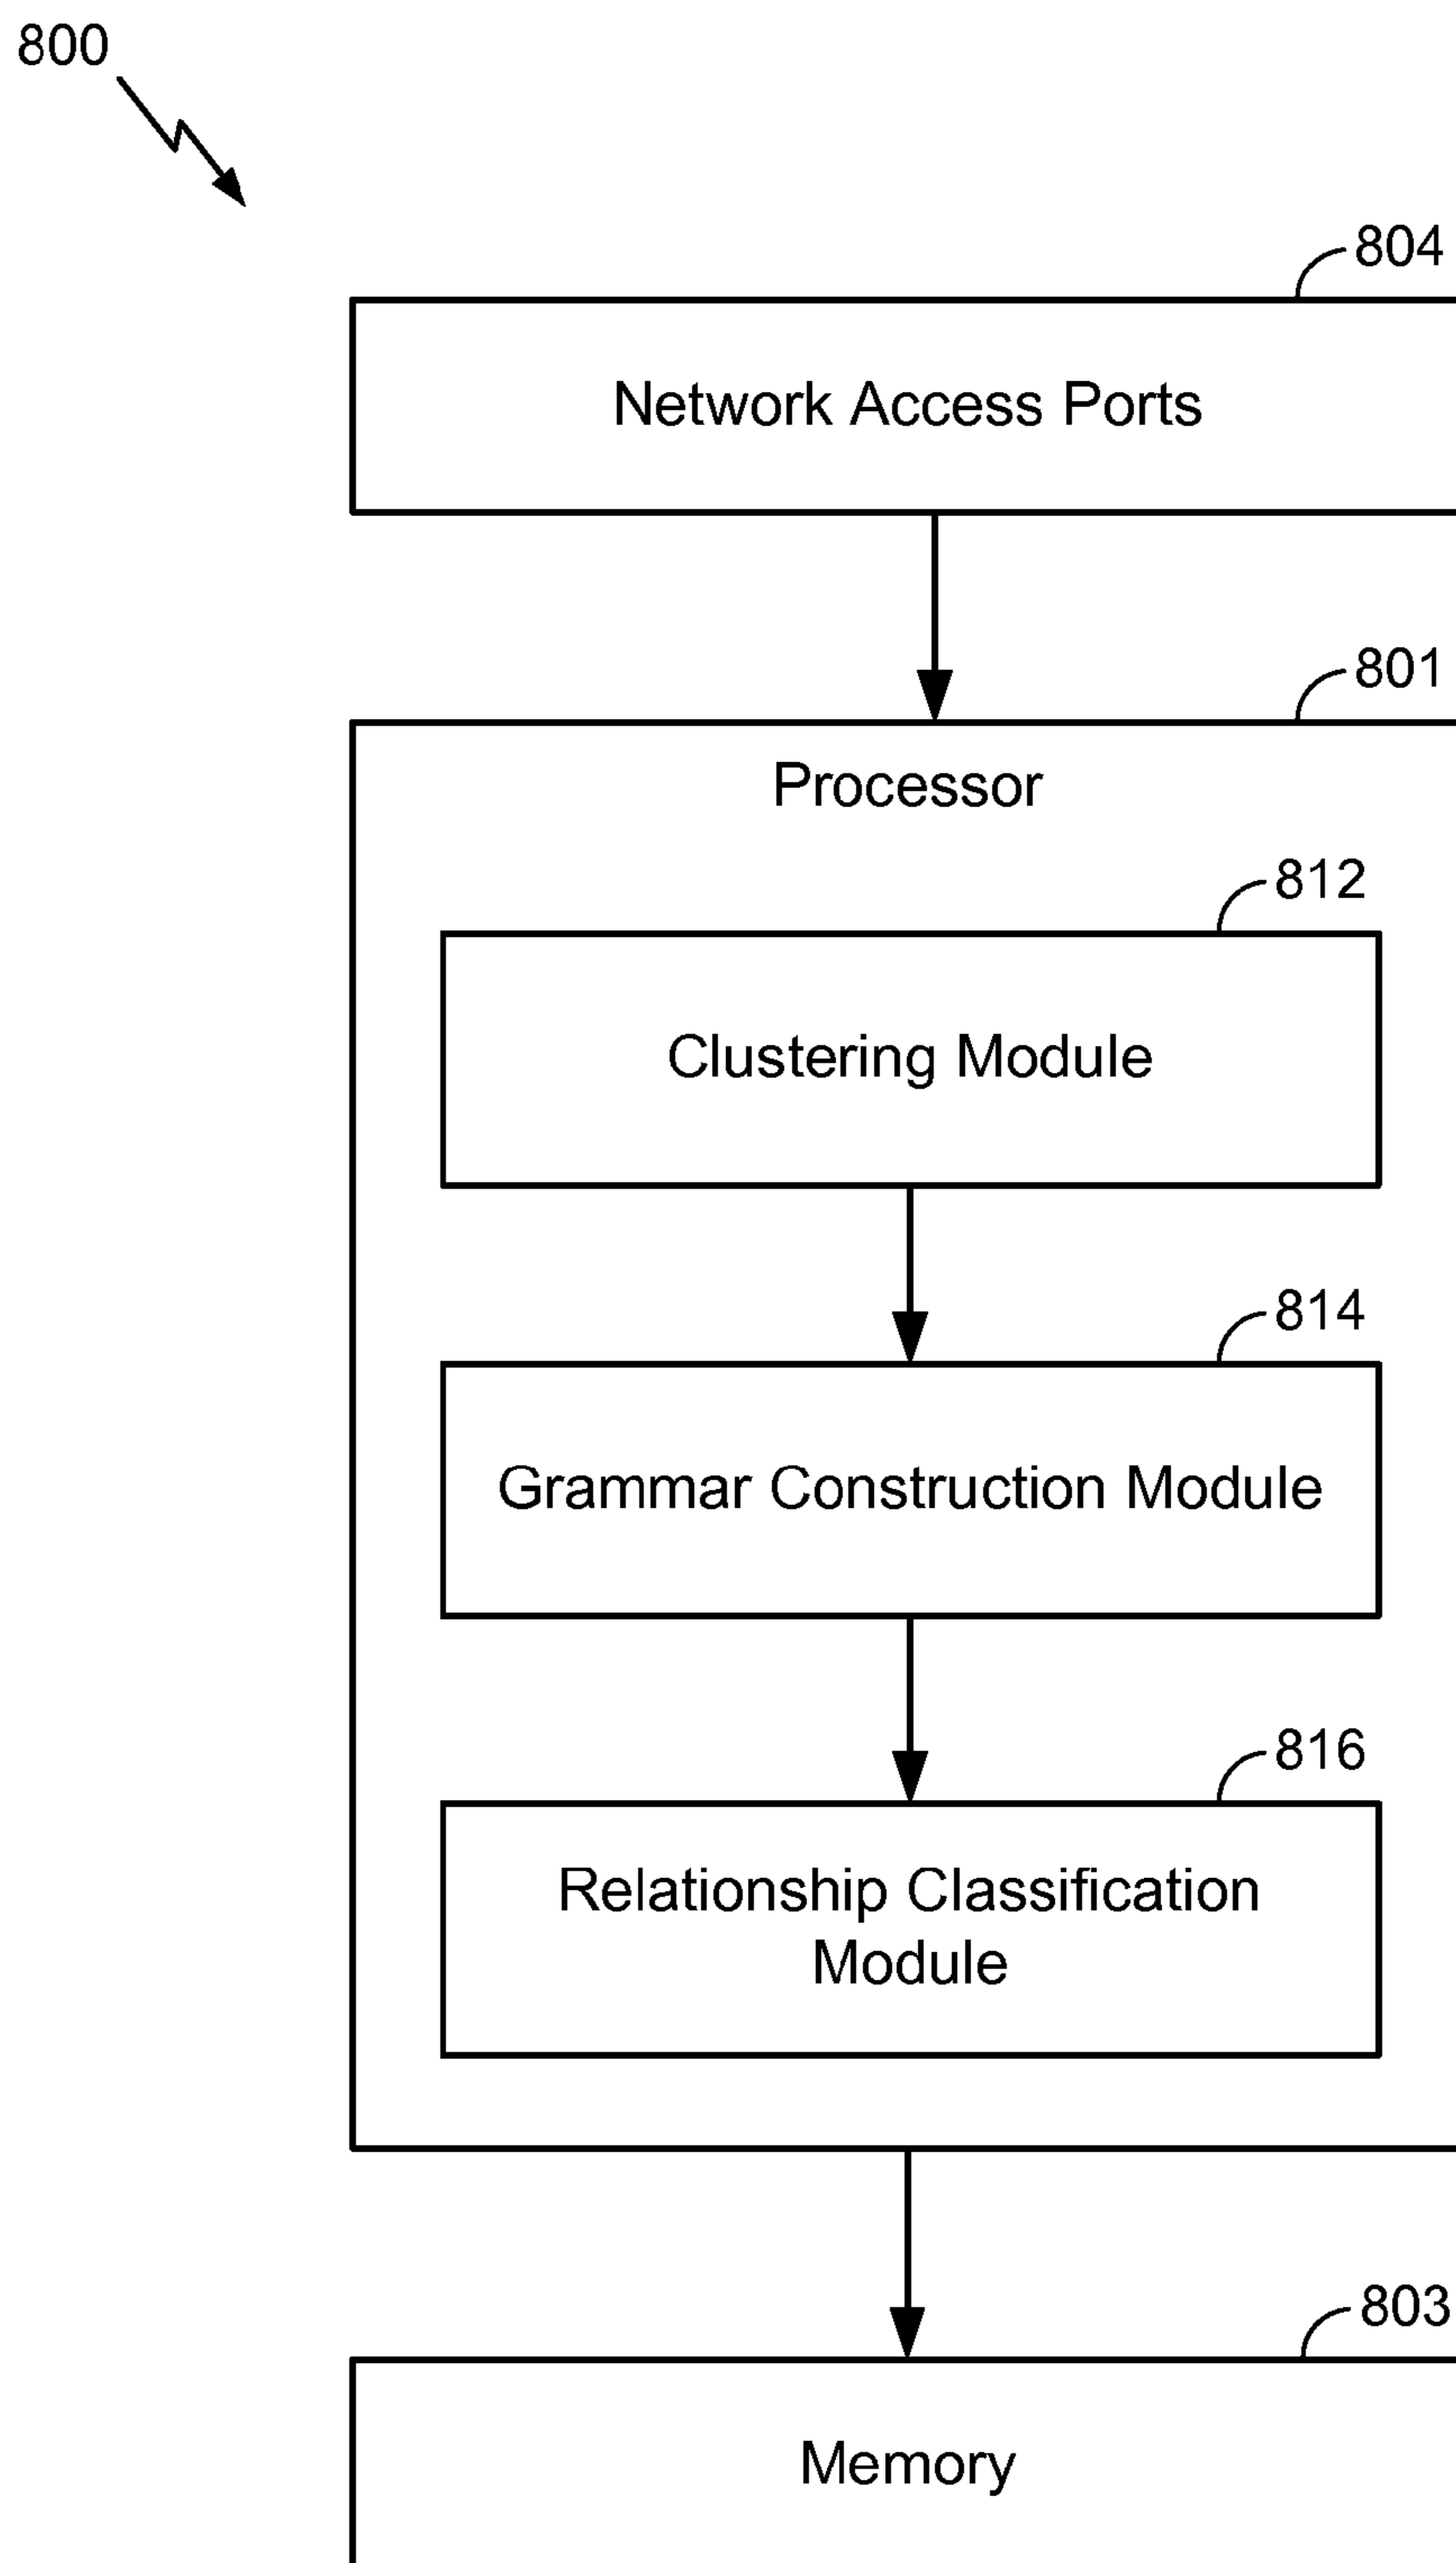 800
804
Network Access Ports
801
Processor
812
Clustering Module
814
Grammar Construction Module
816
Relationship Classification
Module
803
Memory